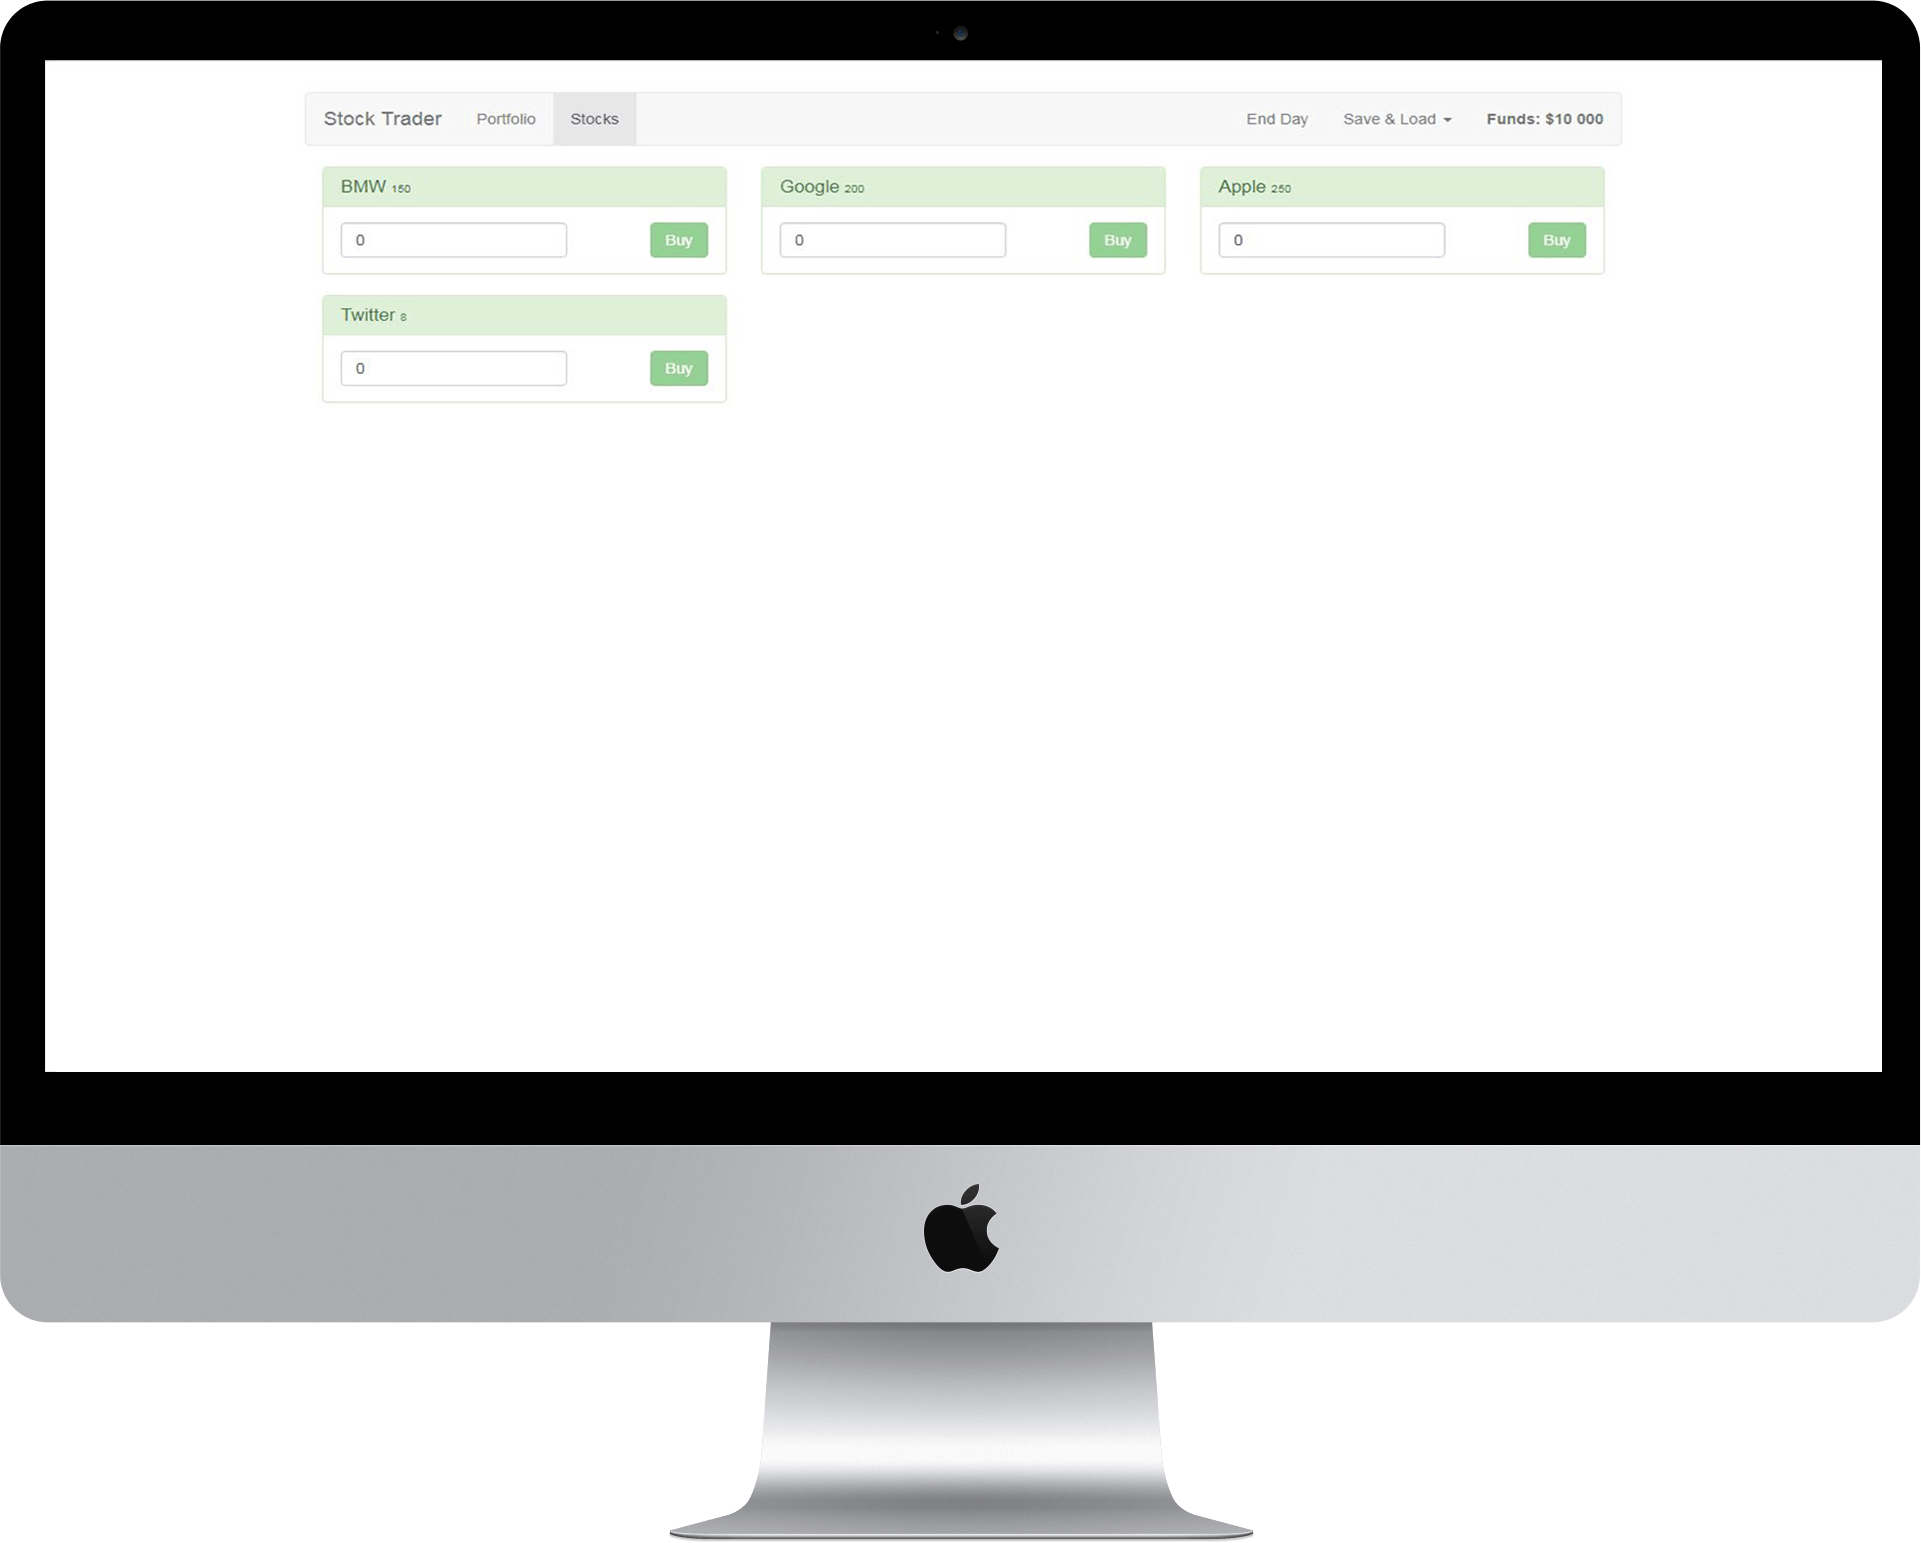 Stock Trader Portfolio Stocks End Day Save & Load Funds: $10 000
BMW 150 Google 200 Apple 250
0 Buy 0 Buy 0 Buy
Twitter 8
0 Buy